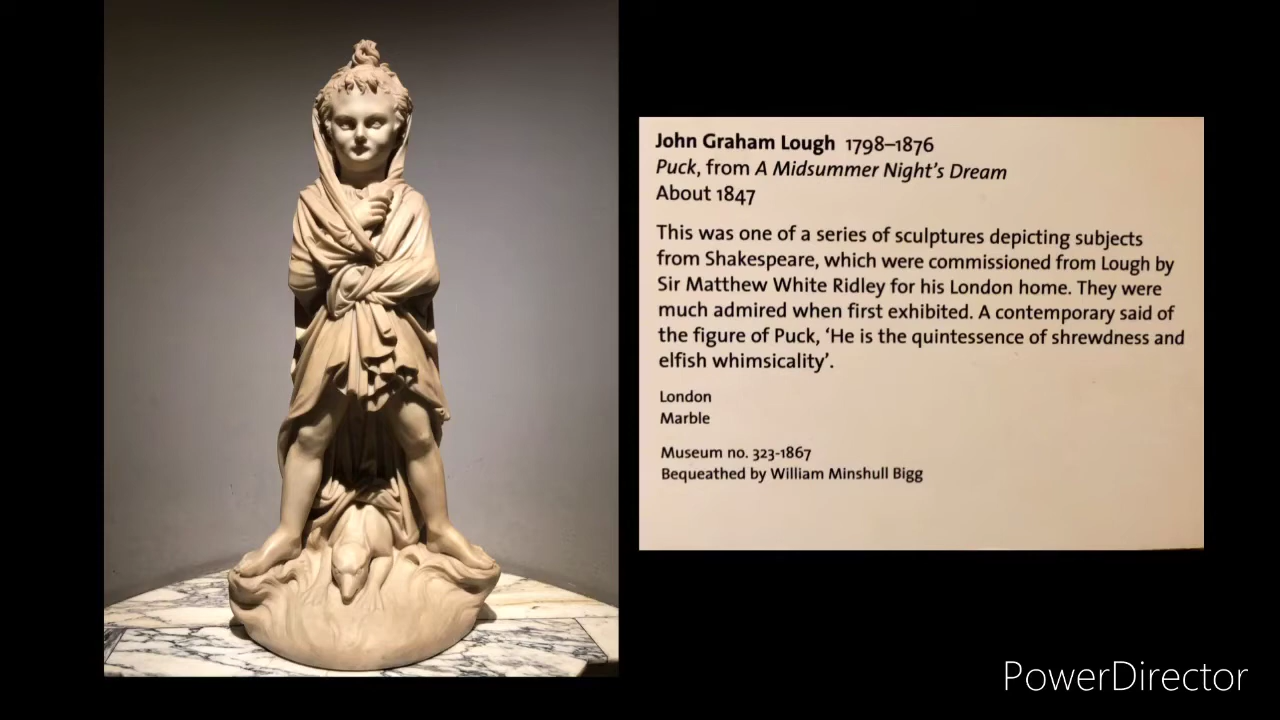 John Graham Lough 1798–1876
Puck, from A Midsummer Night's Dream
About 1847
This was one of a series of sculptures depicting subjects
from Shakespeare, which were commissioned from Lough by
Sir Matthew White Ridley for his London home. They were
much admired when first exhibited. A contemporary said of
the figure of Puck, ‘He is the quintessence of shrewdness and
elfish whimsicality’.
London
Marble
Museum no. 323-1867
Bequeathed by William Minshull Bigg
PowerDirector